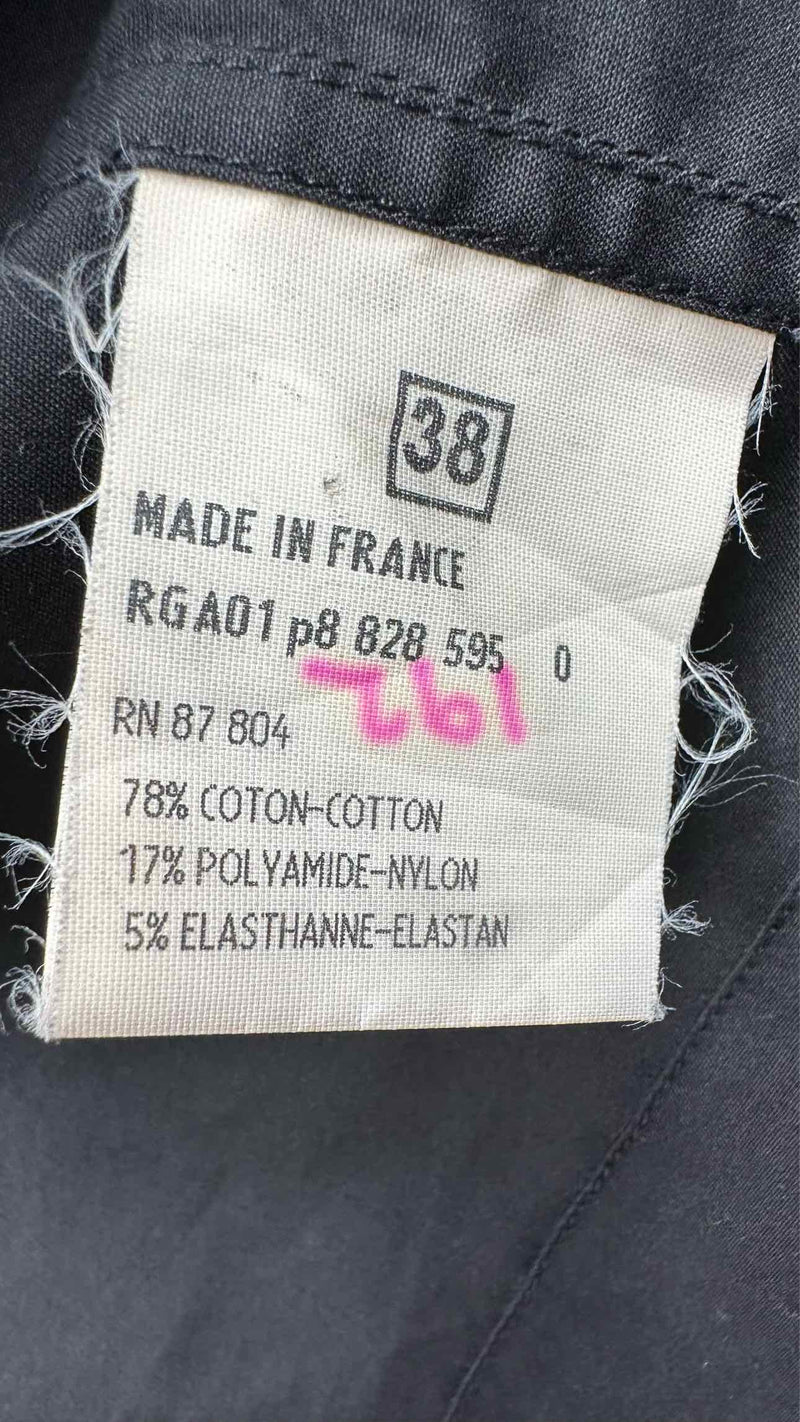 38
MADE IN FRANCE
RGA01 p8 828 595 0
RN 87 804
78% COTON-COTTON
17% POLYAMIDE-NYLON
5% ELASTHANNE-ELASTAN